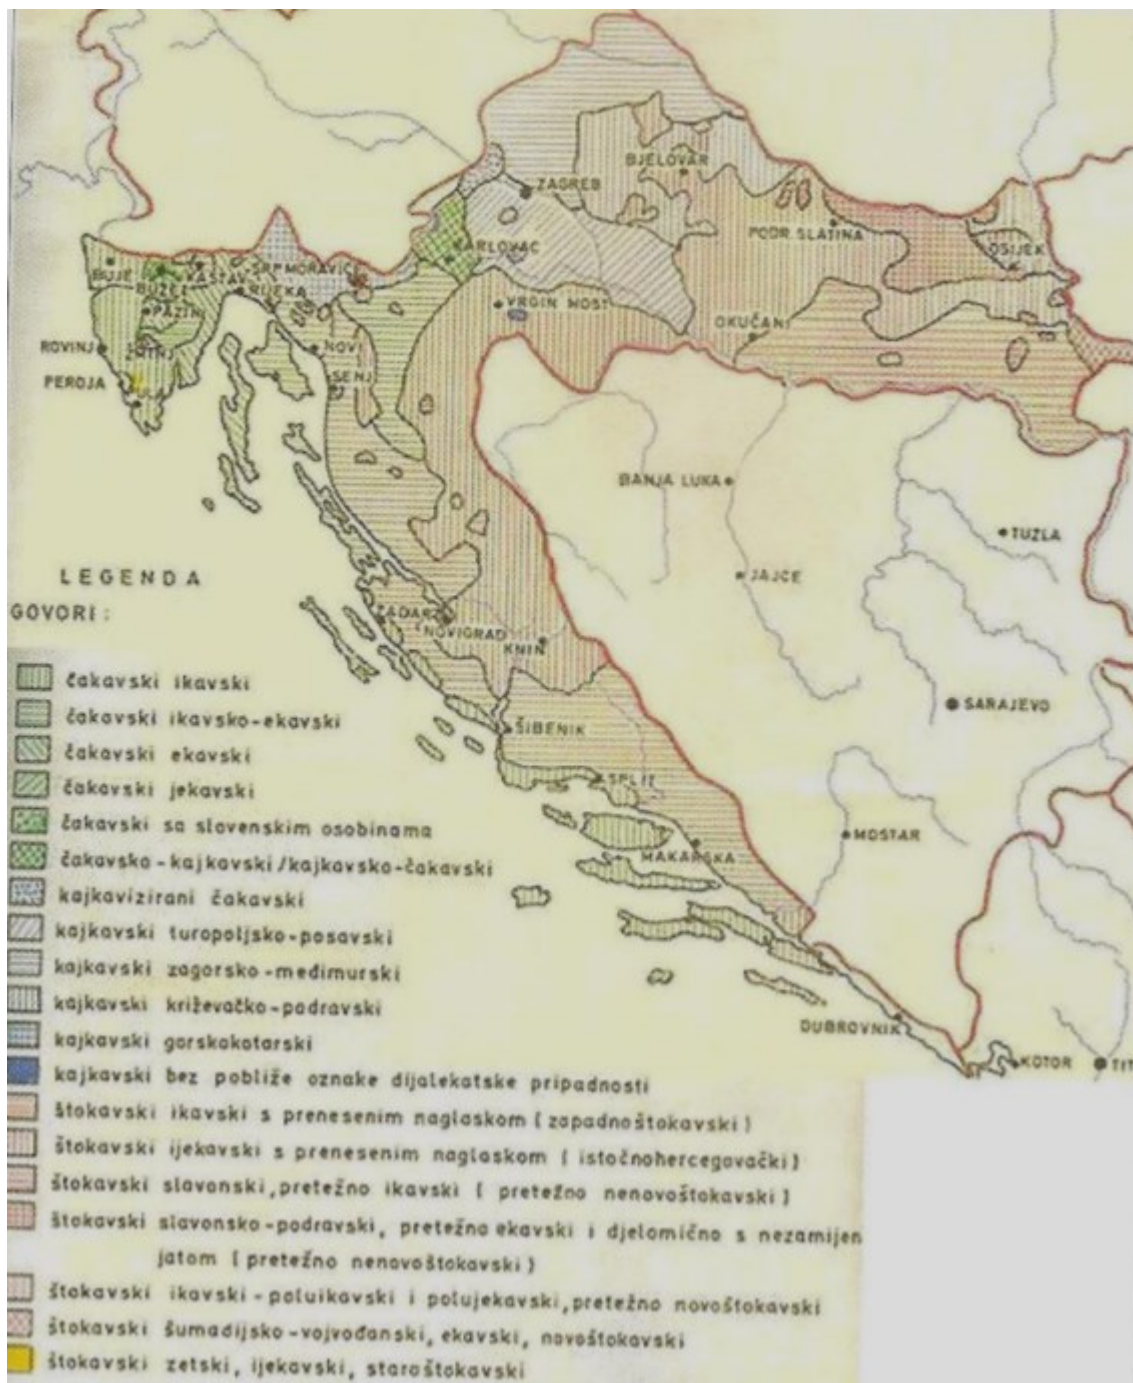 BJELOVAR
ZAGREB
PODR. SLATINA
OSIJEK
KARLOVAC
BUJE
KASTAV
SRP MORAVICE
BUZET
RIJEKA
VRGIN MOST
PAZIN
OKUČANI
ROVINJ
ŽMINJ
NOVI
PEROJA
SENJ
BANJA LUKA
TUZLA
LEGENDA
JAJCE
GOVORI :
ZADAR
NOVIGRAD
KNIN
čakavski ikavski
SARAJEVO
čakavski ikavsko-ekavski
ŠIBENIK
čakavski ekavski
čakavski jekavski
SPLIT
čakavski sa slovenskim osobinama
MOSTAR
čakavsko-kajkavski/kajkavsko-čakavski
MAKARSKA
kajkavizirani čakavski
kajkavski turopoljsko-posavski
kajkavski zagorsko-međimurski
kajkavski križevačko-podravski
DUBROVNIK
kajkavski gorskokotarski
KOTOR
TIT
kajkavski bez pobliže oznake dijalekatske pripadnosti
štokavski ikavski s prenesenim naglaskom ( zapadnoštokavski )
štokavski ijekavski s prenesenim naglaskom ( istočnohercegovački )
štokavski slavonski, pretežno ikavski ( pretežno nenovoštokavski )
štokavski slavonsko-podravski, pretežno ekavski i djelomično s nezamijen
jatom ( pretežno nenovoštokavski )
štokavski ikavski-poluikavski i polujekavski, pretežno novoštokavski
štokavski šumadijsko-vojvođanski, ekavski, novoštokavski
štokavski zetski, ijekavski, staroštokavski